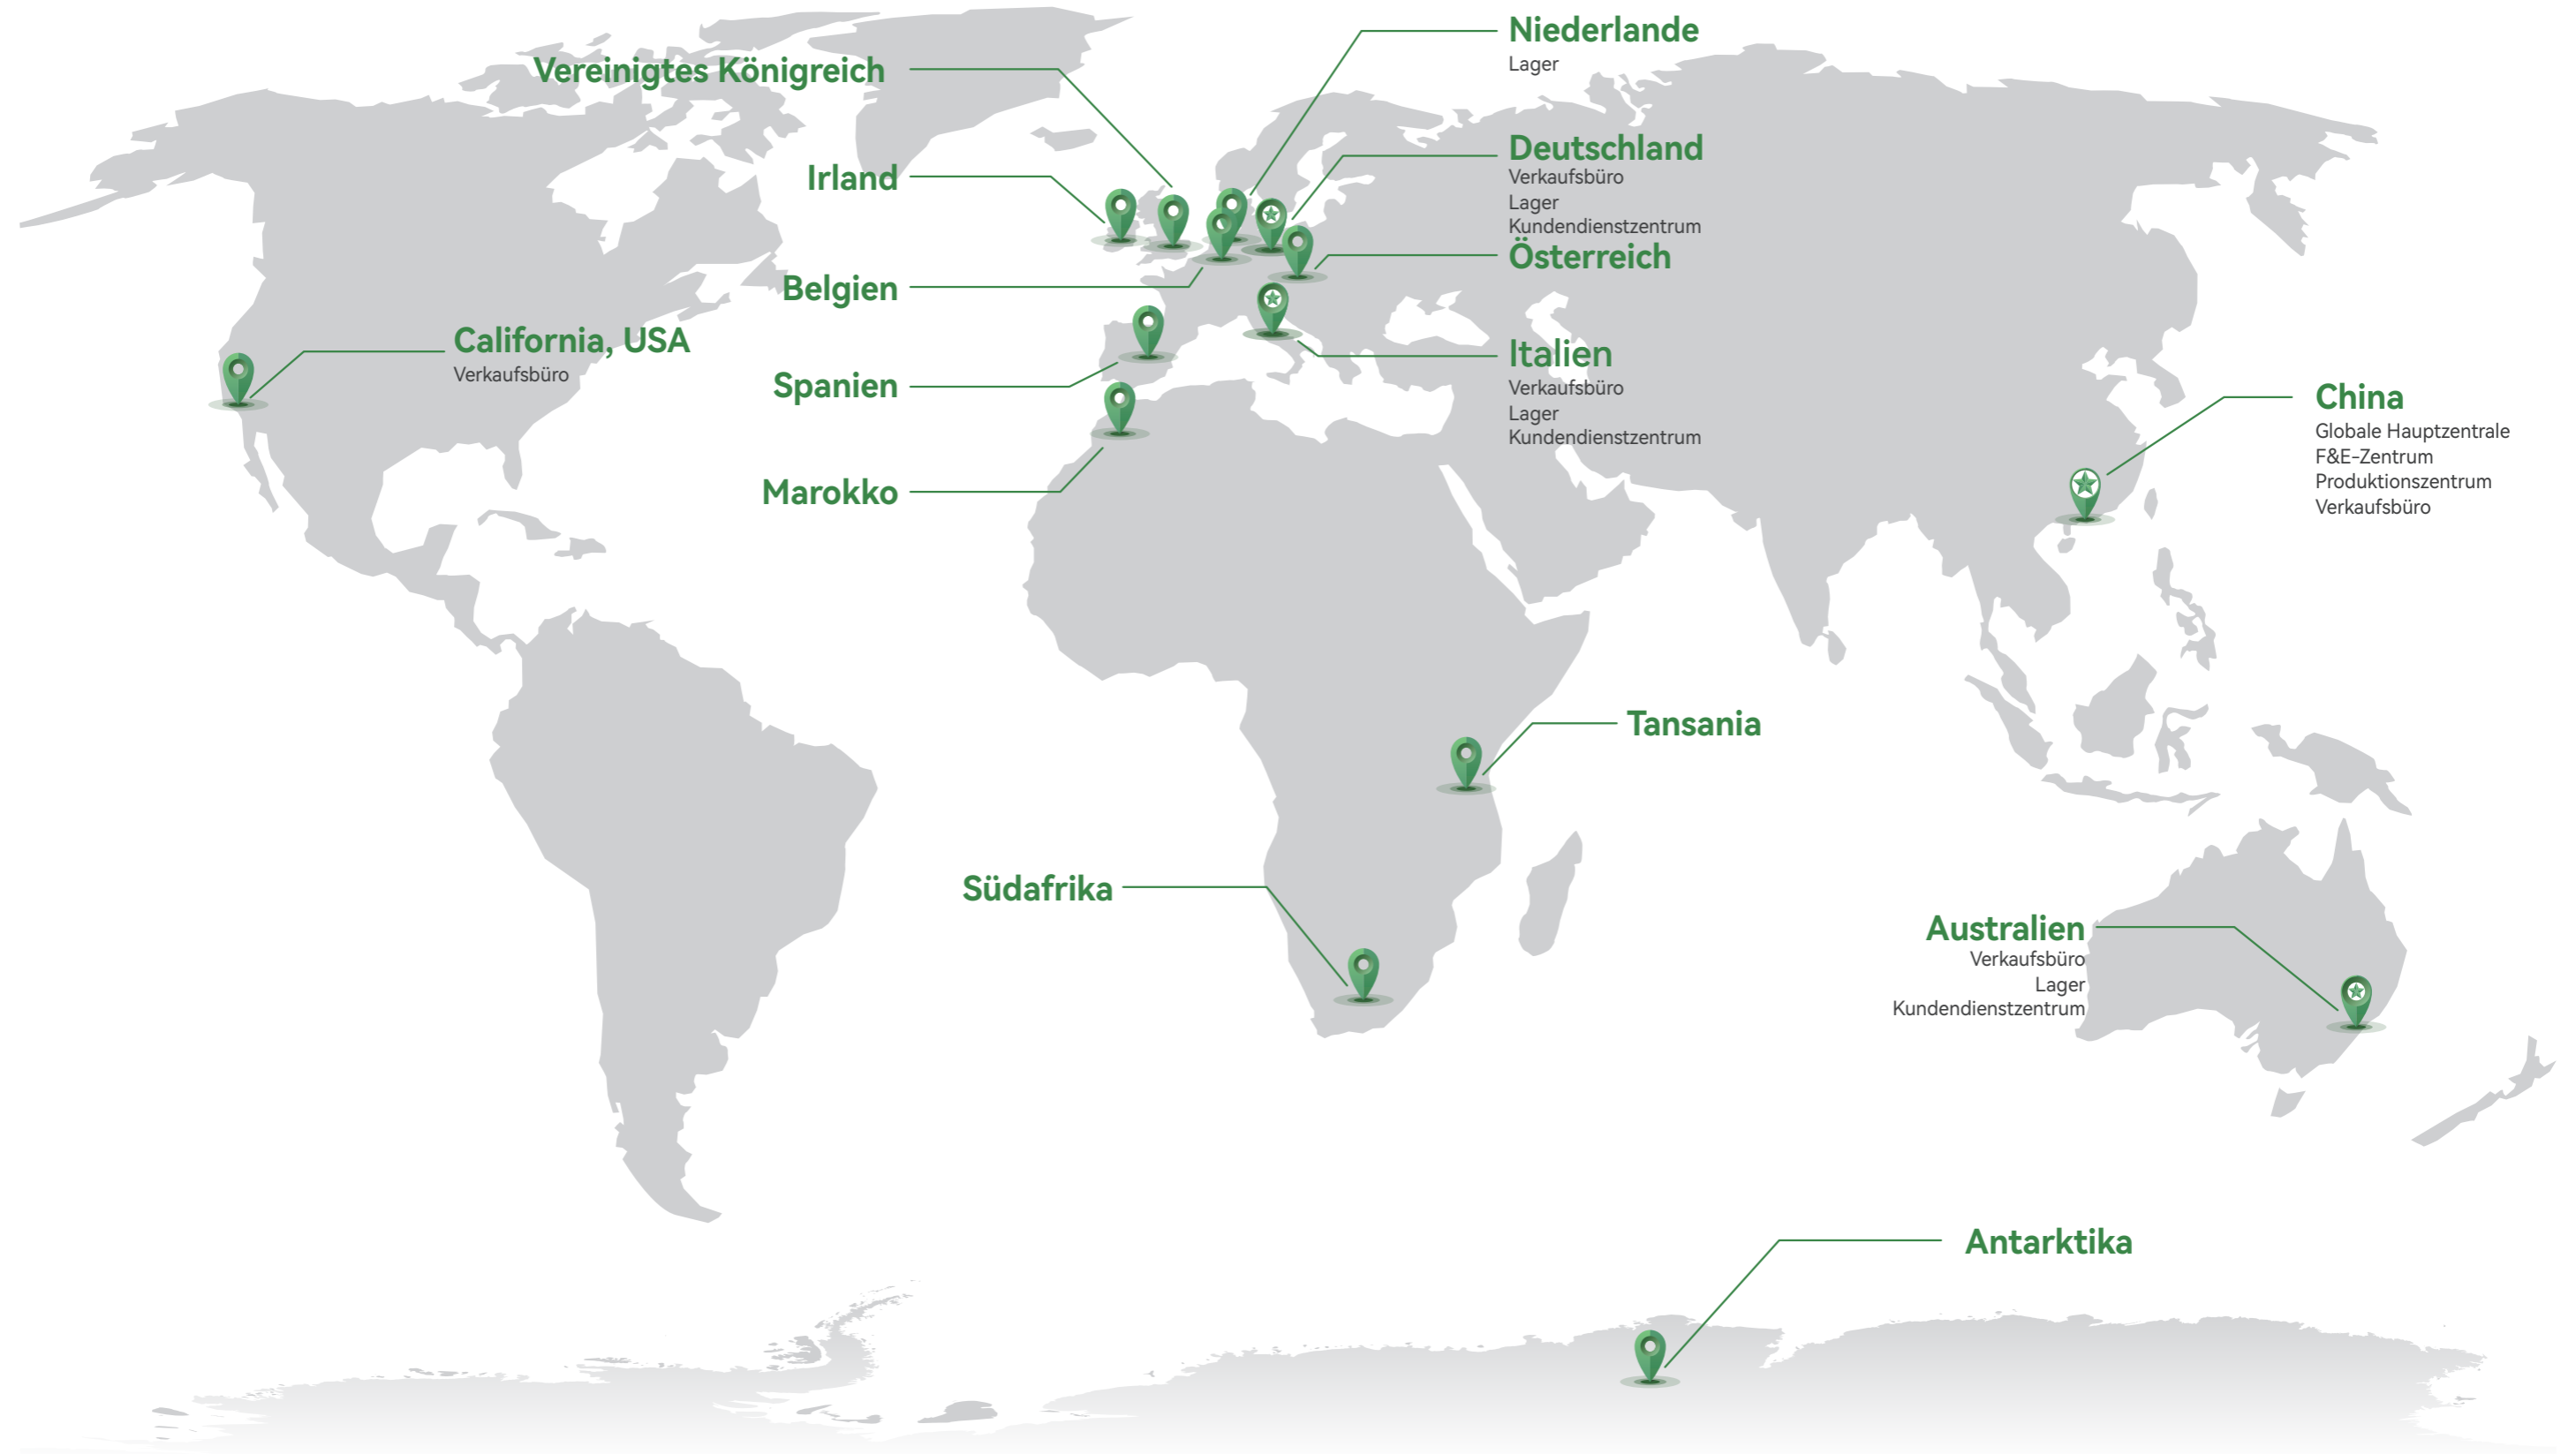 Niederlande
Lager
Vereinigtes Königreich
Deutschland
Verkaufsbüro
Lager
Kundendienstzentrum
Irland
Österreich
Belgien
California, USA
Verkaufsbüro
Italien
Verkaufsbüro
Lager
Kundendienstzentrum
Spanien
China
Globale Hauptzentrale
F&E-Zentrum
Produktionszentrum
Verkaufsbüro
Marokko
Tansania
Südafrika
Australien
Verkaufsbüro
Lager
Kundendienstzentrum
Antarktika